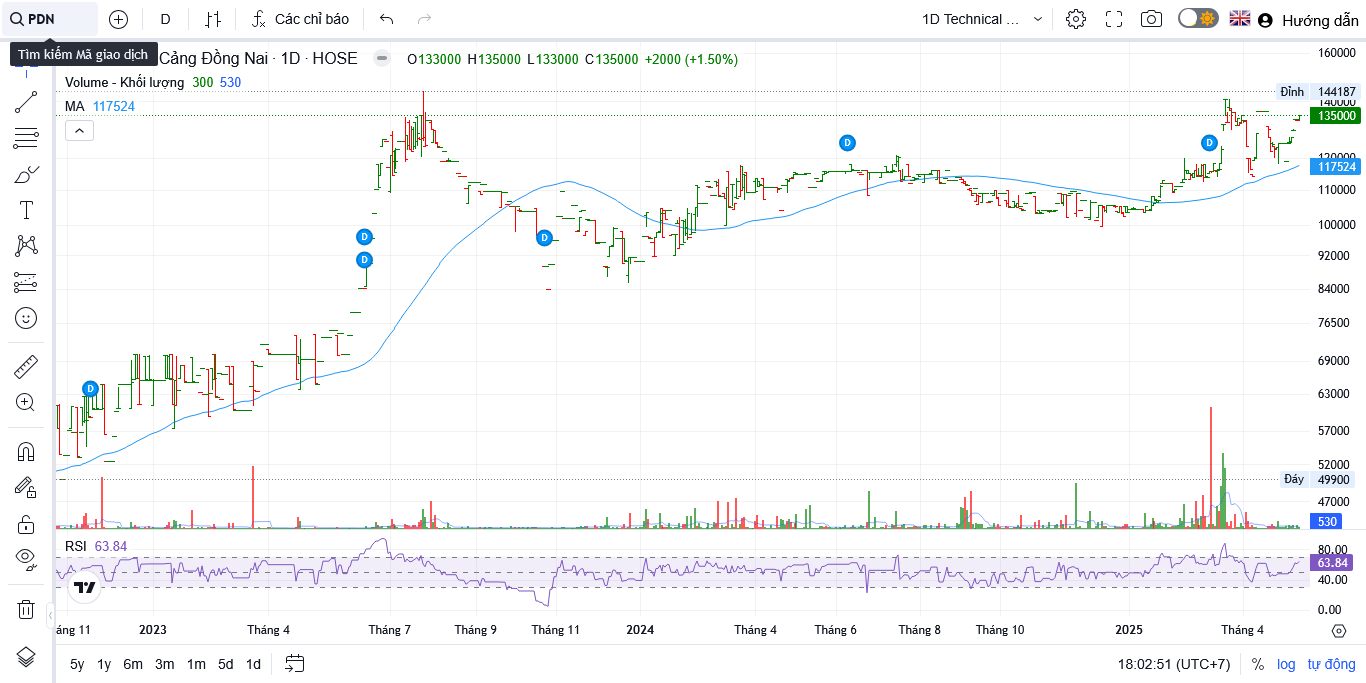 PDN
D
Các chỉ báo
1D Technical ...
Hướng dẫn
Tìm kiếm Mã giao dịch
Cảng Đồng Nai · 1D · HOSE
O133000 H135000 L133000 C135000 +2000 (+1.50%)
Volume - Khối lượng 300 530
MA 117524
160000
Đỉnh 144187
140000
135000
120000
117524
110000
100000
92000
84000
76500
69000
63000
57000
52000
Đáy 49900
47000
530
D
D
D
D
D
D
RSI 63.84
80.00
63.84
40.00
0.00
áng 11 2023 Tháng 4 Tháng 7 Tháng 9 Tháng 11 2024 Tháng 4 Tháng 6 Tháng 8 Tháng 10 2025 Tháng 4
5y 1y 6m 3m 1m 5d 1d
18:02:51 (UTC+7) % log tự động